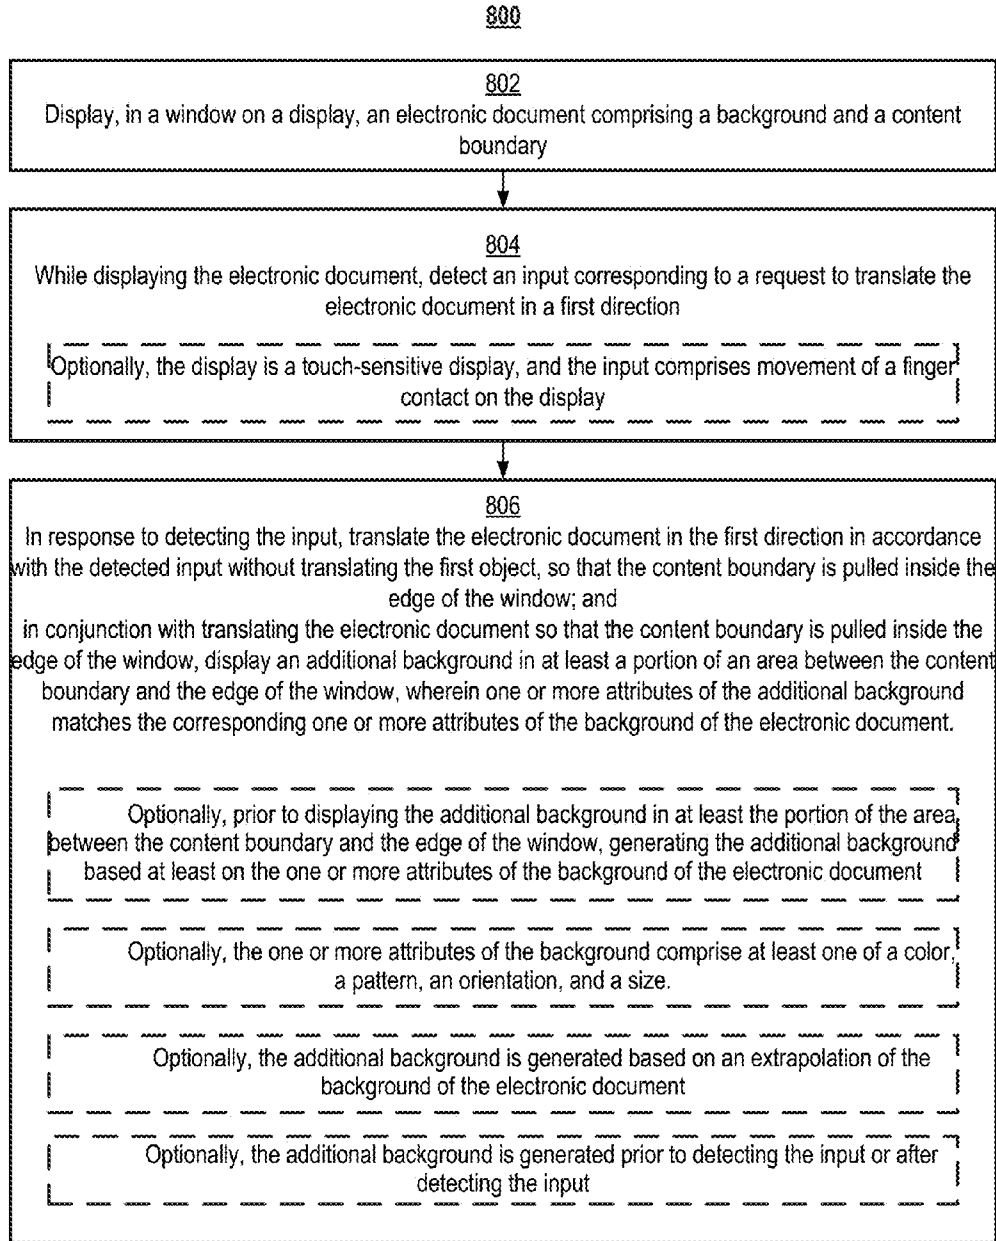 800
802
Display, in a window on a display, an electronic document comprising a background and a content
boundary
804
While displaying the electronic document, detect an input corresponding to a request to translate the
electronic document in a first direction
Optionally, the display is a touch-sensitive display, and the input comprises movement of a finger
contact on the display
806
In response to detecting the input, translate the electronic document in the first direction in accordance
with the detected input without translating the first object, so that the content boundary is pulled inside the
edge of the window; and
in conjunction with translating the electronic document so that the content boundary is pulled inside the
edge of the window, display an additional background in at least a portion of an area between the content
boundary and the edge of the window, wherein one or more attributes of the additional background
matches the corresponding one or more attributes of the background of the electronic document.
Optionally, prior to displaying the additional background in at least the portion of the area
between the content boundary and the edge of the window, generating the additional background
based at least on the one or more attributes of the background of the electronic document
Optionally, the one or more attributes of the background comprise at least one of a color,
a pattern, an orientation, and a size.
Optionally, the additional background is generated based on an extrapolation of the
background of the electronic document
Optionally, the additional background is generated prior to detecting the input or after
detecting the input